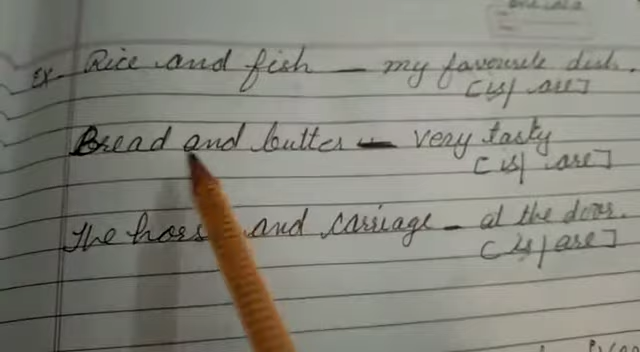 Ex. Rice and fish — my favourite dish.
[is/ are]
Bread and butter — very tasty
[is/ are]
The horse and carriage — at the door.
[is/are]